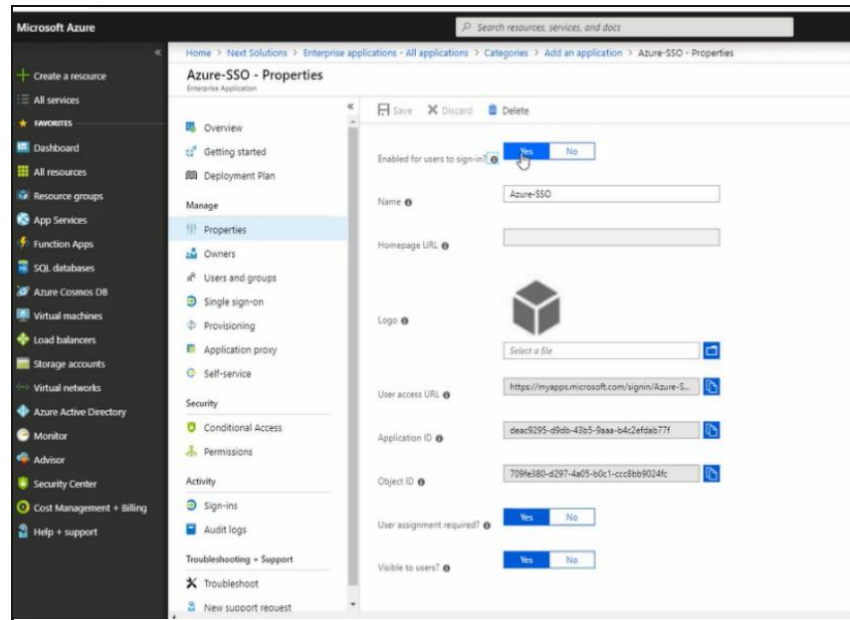 Microsoft Azure
Search resources, services, and docs
Home > Next Solutions > Enterprise applications - All applications > Categories > Add an application > Azure-SSO - Properties
Azure-SSO - Properties
Enterprise Application
Create a resource
All services
FAVORITES
Dashboard
All resources
Resource groups
App Services
Function Apps
SQL databases
Azure Cosmos DB
Virtual machines
Load balancers
Storage accounts
Virtual networks
Azure Active Directory
Monitor
Advisor
Security Center
Cost Management + Billing
Help + support
Overview
Getting started
Deployment Plan
Manage
Properties
Owners
Users and groups
Single sign-on
Provisioning
Application proxy
Self-service
Security
Conditional Access
Permissions
Activity
Sign-ins
Audit logs
Troubleshooting + Support
Troubleshoot
New support request
Save Discard Delete
Enabled for users to sign-in? Yes No
Name Azure-SSO
Homepage URL
Logo
Select a file
User access URL https://myapps.microsoft.com/signin/Azure-S...
Application ID deac9295-d9db-43b5-9aaa-b4c2efdab77f
Object ID 709fe380-d297-4a05-b0c1-ccc8bb9024fc
User assignment required? Yes No
Visible to users? Yes No